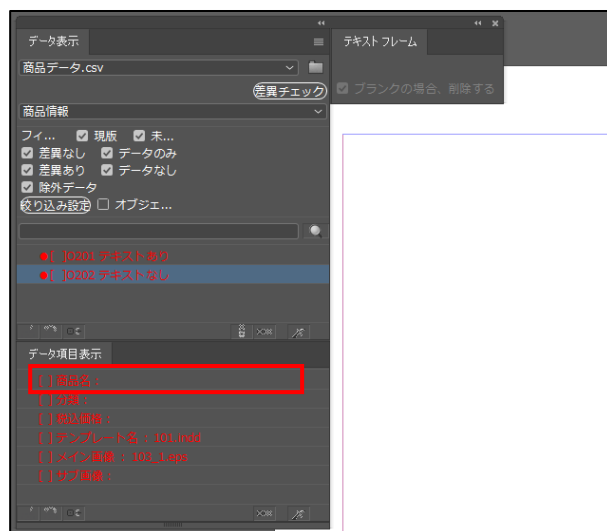 データ表示
商品データ.csv
差異チェック
商品情報
フィ... 現版 未...
差異なし データのみ
差異あり データなし
除外データ
絞り込み設定 オブジェ...
●[ ]0201 テキストあり
●[ ]0202 テキストなし
データ項目表示
[ ] 商品名 :
[ ] 分類 :
[ ] 税込価格 :
[ ] テンプレート名 : 101.indd
[ ] メイン画像 : 103_1.eps
[ ] サブ画像 :
テキストフレーム
ブランクの場合、削除する